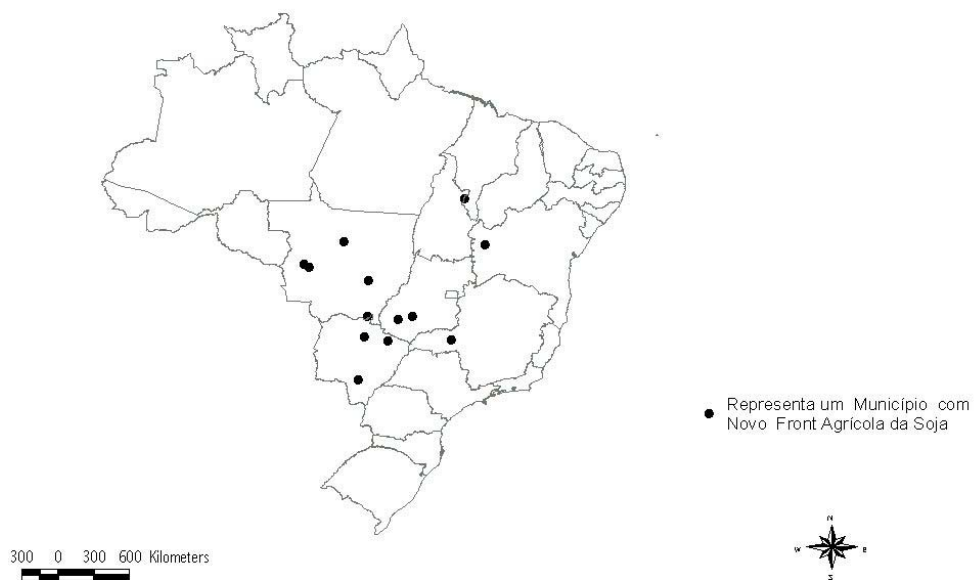 Representa um Município com
Novo Front Agrícola da Soja
300 0 300 600 Kilometers
N
W E
S